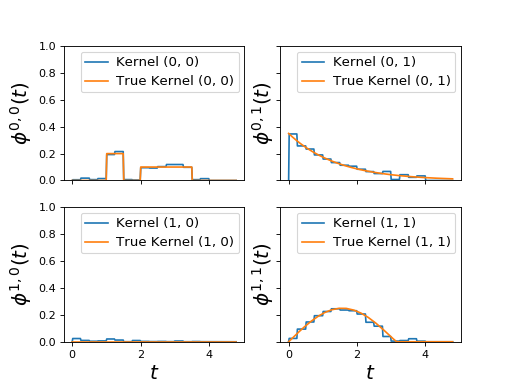 Kernel (0, 0)
True Kernel (0, 0)
1.0
0.8
0.6
0.4
0.2
0.0
ϕ^{0,0}(t)
Kernel (0, 1)
True Kernel (0, 1)
ϕ^{0,1}(t)
Kernel (1, 0)
True Kernel (1, 0)
1.0
0.8
0.6
0.4
0.2
0.0
ϕ^{1,0}(t)
0 2 4
t
Kernel (1, 1)
True Kernel (1, 1)
ϕ^{1,1}(t)
0 2 4
t